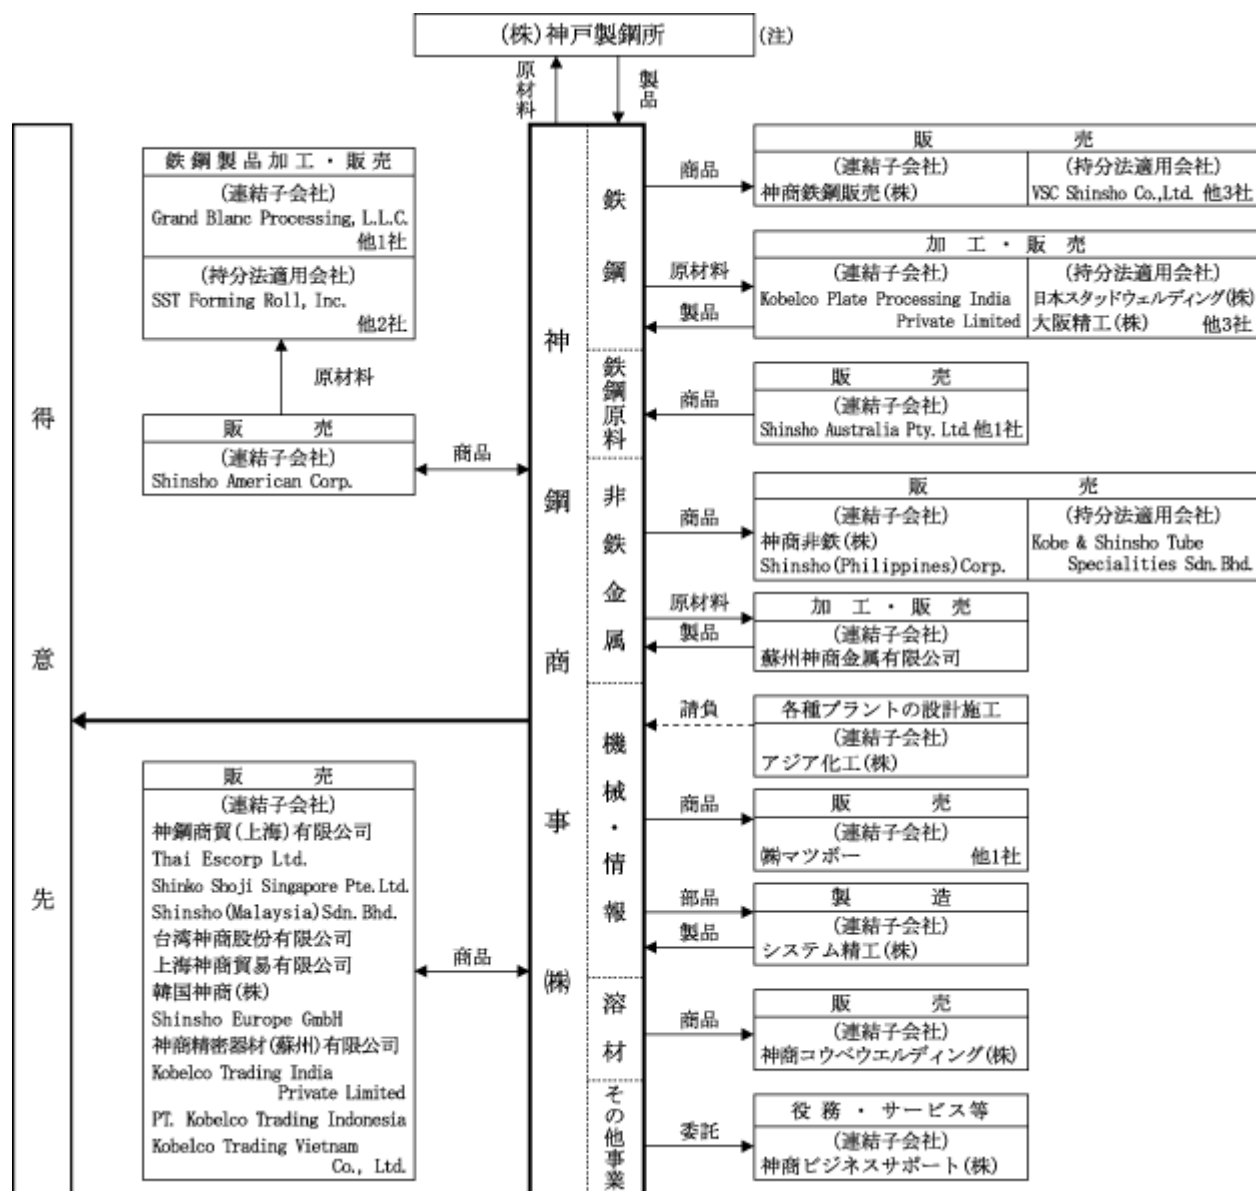 (株)神戸製鋼所
(注)
原材料
製品
得意先
鉄鋼製品加工・販売
(連結子会社)
Grand Blanc Processing, L.L.C.
他1社
(持分法適用会社)
SST Forming Roll, Inc.
他2社
原材料
販売
(連結子会社)
Shinsho American Corp.
商品
販売
(連結子会社)
神鋼商貿(上海)有限公司
Thai Escorp Ltd.
Shinko Shoji Singapore Pte.Ltd.
Shinsho(Malaysia)Sdn.Bhd.
台湾神商股份有限公司
上海神商貿易有限公司
韓国神商(株)
Shinsho Europe GmbH
神商精密器材(蘇州)有限公司
Kobelco Trading India
Private Limited
PT. Kobelco Trading Indonesia
Kobelco Trading Vietnam
Co., Ltd.
商品
神鋼商事㈱
鉄鋼
商品
販売
(連結子会社)
神商鉄鋼販売(株)
(持分法適用会社)
VSC Shinsho Co.,Ltd. 他3社
原材料
製品
加工・販売
(連結子会社)
Kobelco Plate Processing India
Private Limited
(持分法適用会社)
日本スタッドウェルディング(株)
大阪精工(株) 他3社
鉄鋼原料
商品
販売
(連結子会社)
Shinsho Australia Pty. Ltd. 他1社
非鉄金属
商品
販売
(連結子会社)
神商非鉄(株)
Shinsho(Philippines)Corp.
(持分法適用会社)
Kobe & Shinsho Tube
Specialities Sdn.Bhd.
原材料
製品
加工・販売
(連結子会社)
蘇州神商金属有限公司
機械・情報
請負
各種プラントの設計施工
(連結子会社)
アジア化工(株)
商品
販売
(連結子会社)
㈱マツボー 他1社
部品
製品
製造
(連結子会社)
システム精工(株)
溶材
商品
販売
(連結子会社)
神商コウベウエルディング(株)
その他事業
委託
役務・サービス等
(連結子会社)
神商ビジネスサポート(株)